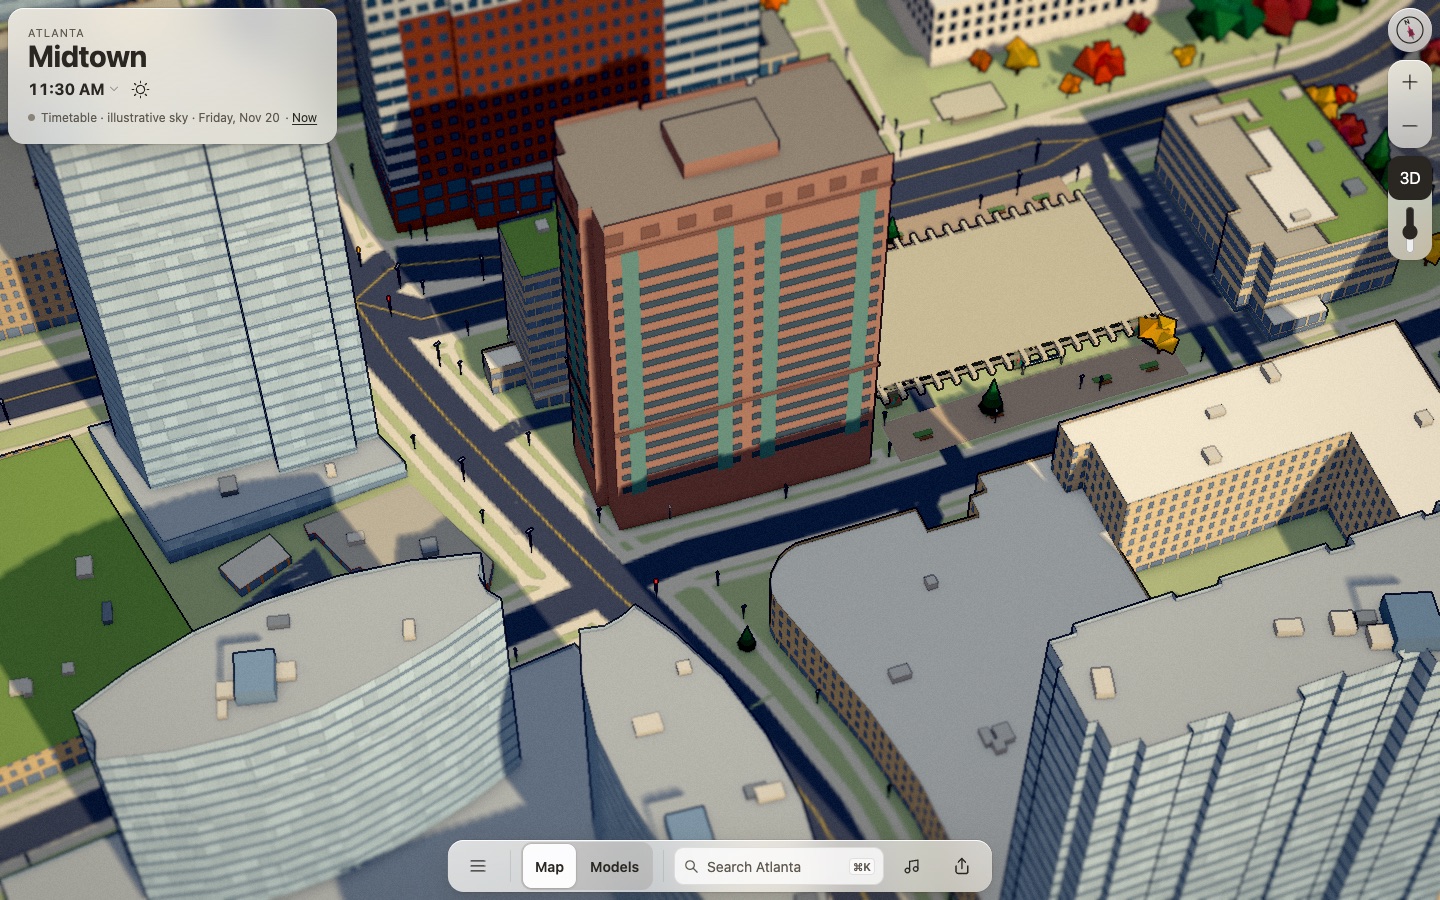 ATLANTA
Midtown
11:30 AM
Timetable · illustrative sky · Friday, Nov 20 · Now
N
+
−
3D
Map
Models
Search Atlanta
⌘K